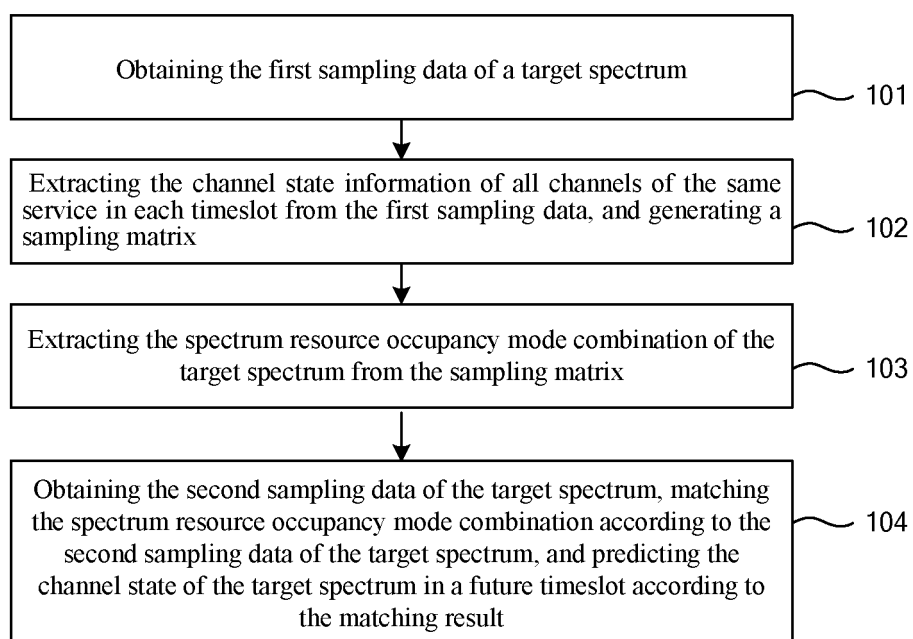 Obtaining the first sampling data of a target spectrum
101
Extracting the channel state information of all channels of the same
service in each timeslot from the first sampling data, and generating a
sampling matrix
102
Extracting the spectrum resource occupancy mode combination of the
target spectrum from the sampling matrix
103
Obtaining the second sampling data of the target spectrum, matching
the spectrum resource occupancy mode combination according to the
second sampling data of the target spectrum, and predicting the
channel state of the target spectrum in a future timeslot according to
the matching result
104